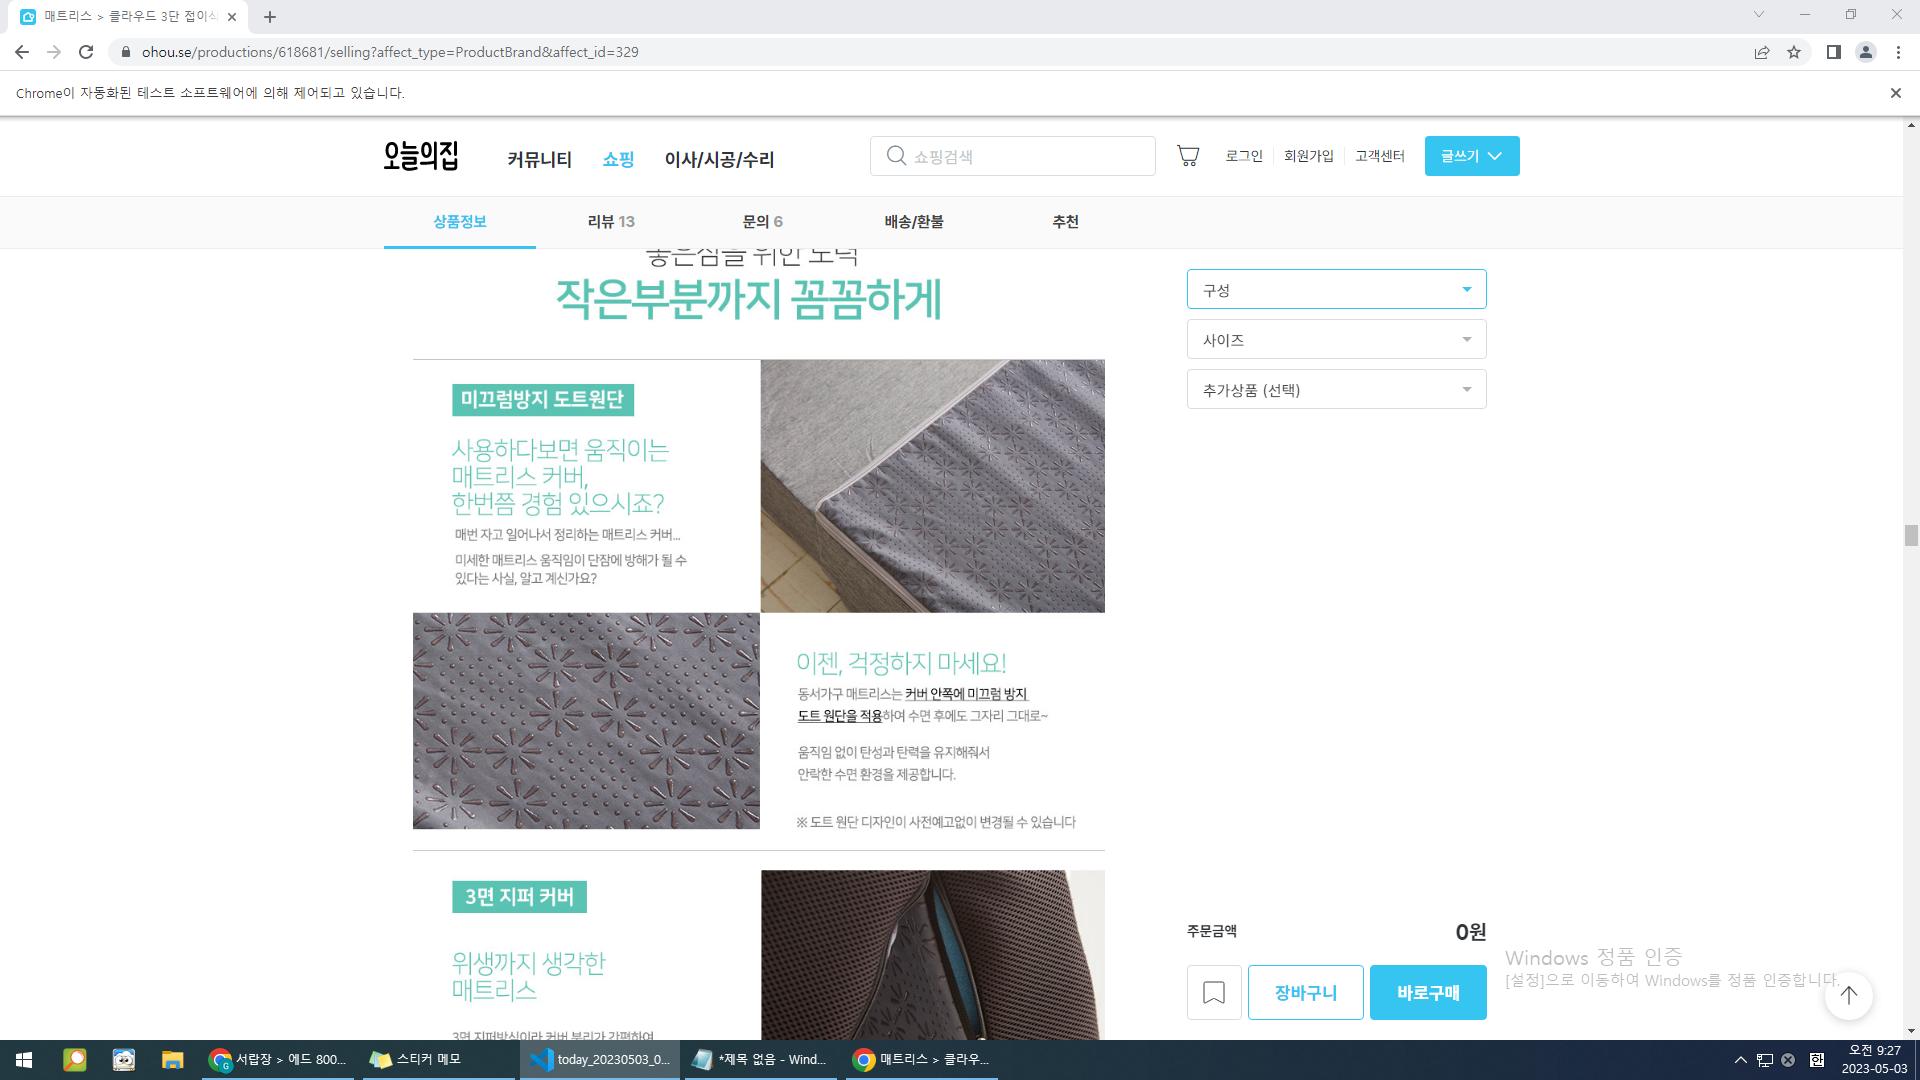 매트리스 > 클라우드 3단 접이식
ohou.se/productions/618681/selling?affect_type=ProductBrand&affect_id=329
Chrome이 자동화된 테스트 소프트웨어에 의해 제어되고 있습니다.
오늘의집
커뮤니티
쇼핑
이사/시공/수리
쇼핑검색
로그인
회원가입
고객센터
글쓰기
상품정보
리뷰 13
문의 6
배송/환불
추천
좋은잠을 위한 노력
작은부분까지 꼼꼼하게
구성
사이즈
추가상품 (선택)
미끄럼방지 도트원단
사용하다보면 움직이는
매트리스 커버,
한번쯤 경험 있으시죠?
매번 자고 일어나서 정리하는 매트리스 커버...
미세한 매트리스 움직임이 단잠에 방해가 될 수
있다는 사실, 알고 계신가요?
이젠, 걱정하지 마세요!
동서가구 매트리스는 커버 안쪽에 미끄럼 방지
도트 원단을 적용하여 수면 후에도 그자리 그대로~
움직임 없이 탄성과 탄력을 유지해줘서
안락한 수면 환경을 제공합니다.
※ 도트 원단 디자인이 사전예고없이 변경될 수 있습니다
3면 지퍼 커버
위생까지 생각한
매트리스
3면 지퍼방식이라 커버 분리가 간편하여
주문금액
0원
장바구니
바로구매
Windows 정품 인증
[설정]으로 이동하여 Windows를 정품 인증합니다.
서랍장 > 에드 800...
스티커 메모
today_20230503_0...
*제목 없음 - Wind...
매트리스 > 클라우...
한
오전 9:27
2023-05-03